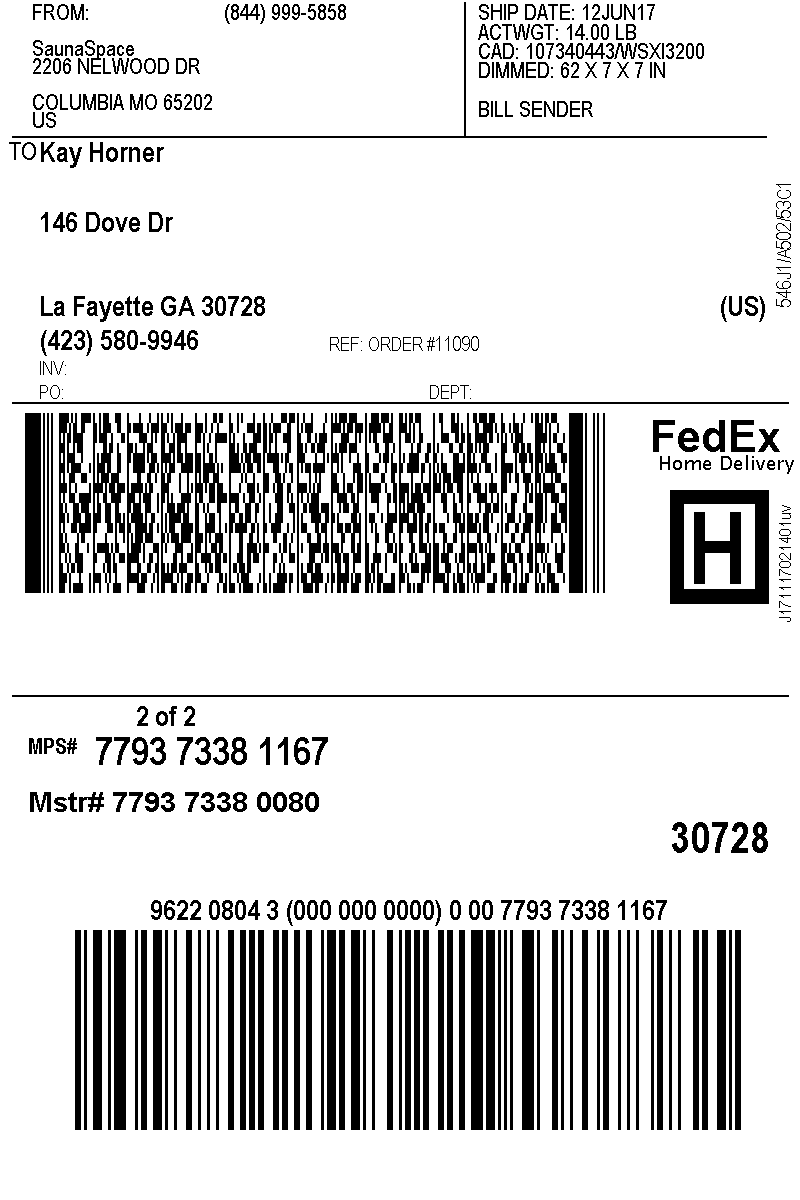 FROM: (844) 999-5858
SaunaSpace
2206 NELWOOD DR
COLUMBIA MO 65202
US
SHIP DATE: 12JUN17
ACTWGT: 14.00 LB
CAD: 107340443/WSXI3200
DIMMED: 62 X 7 X 7 IN
BILL SENDER
TO Kay Horner
146 Dove Dr
La Fayette GA 30728 (US)
(423) 580-9946 REF: ORDER #11090
INV:
PO: DEPT:
546J1/A502/53C1
FedEx
Home Delivery
H
J171117021401uv
2 of 2
MPS# 7793 7338 1167
Mstr# 7793 7338 0080
30728
9622 0804 3 (000 000 0000) 0 00 7793 7338 1167